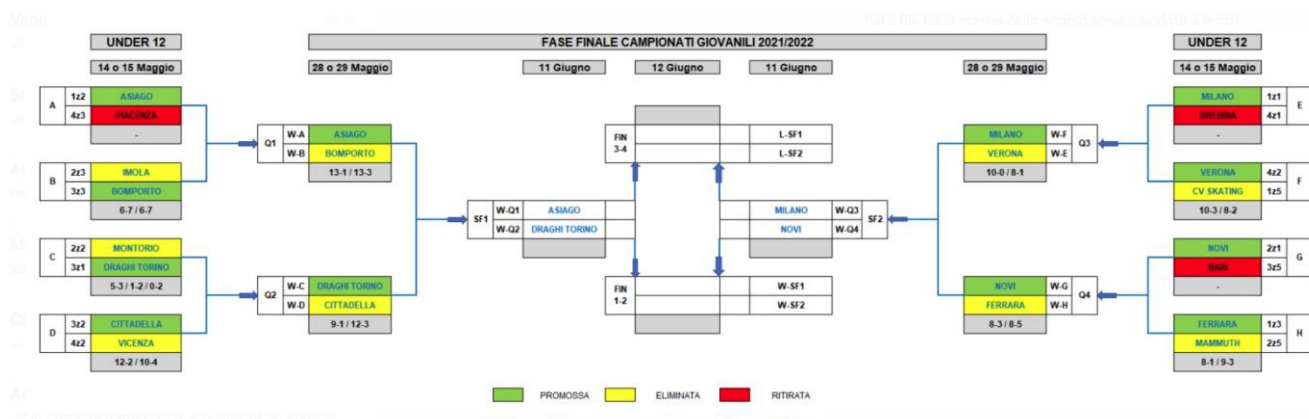 UNDER 12
FASE FINALE CAMPIONATI GIOVANILI 2021/2022
UNDER 12
14 o 15 Maggio
28 o 29 Maggio
11 Giugno
12 Giugno
11 Giugno
28 o 29 Maggio
14 o 15 Maggio
A
1z2 ASIAGO
4z3 PIACENZA
-
B
2z3 IMOLA
3z3 BOMPORTO
6-7 / 6-7
C
2z2 MONTORIO
3z1 DRAGHI TORINO
5-3 / 1-2 / 0-2
D
3z2 CITTADELLA
4z2 VICENZA
12-2 / 10-4
Q1
W-A ASIAGO
W-B BOMPORTO
13-1 / 13-3
Q2
W-C DRAGHI TORINO
W-D CITTADELLA
9-1 / 12-3
SF1
W-Q1 ASIAGO
W-Q2 DRAGHI TORINO
FIN 
3-4
L-SF1
L-SF2
FIN
1-2
W-SF1
W-SF2
MILANO W-Q3
NOVI W-Q4
SF2
MILANO W-F
VERONA W-E
Q3
10-0 / 8-1
NOVI W-G
FERRARA W-H
Q4
8-3 / 8-5
MILANO 1z1
4z1
E
-
VERONA 4z2
CV SKATING 1z5
F
10-3 / 8-2
NOVI 2z1
BARI 3z5
G
-
FERRARA 1z3
MAMMUTH 2z5
H
8-1 / 9-3
PROMOSSA
ELIMINATA
RITIRATA